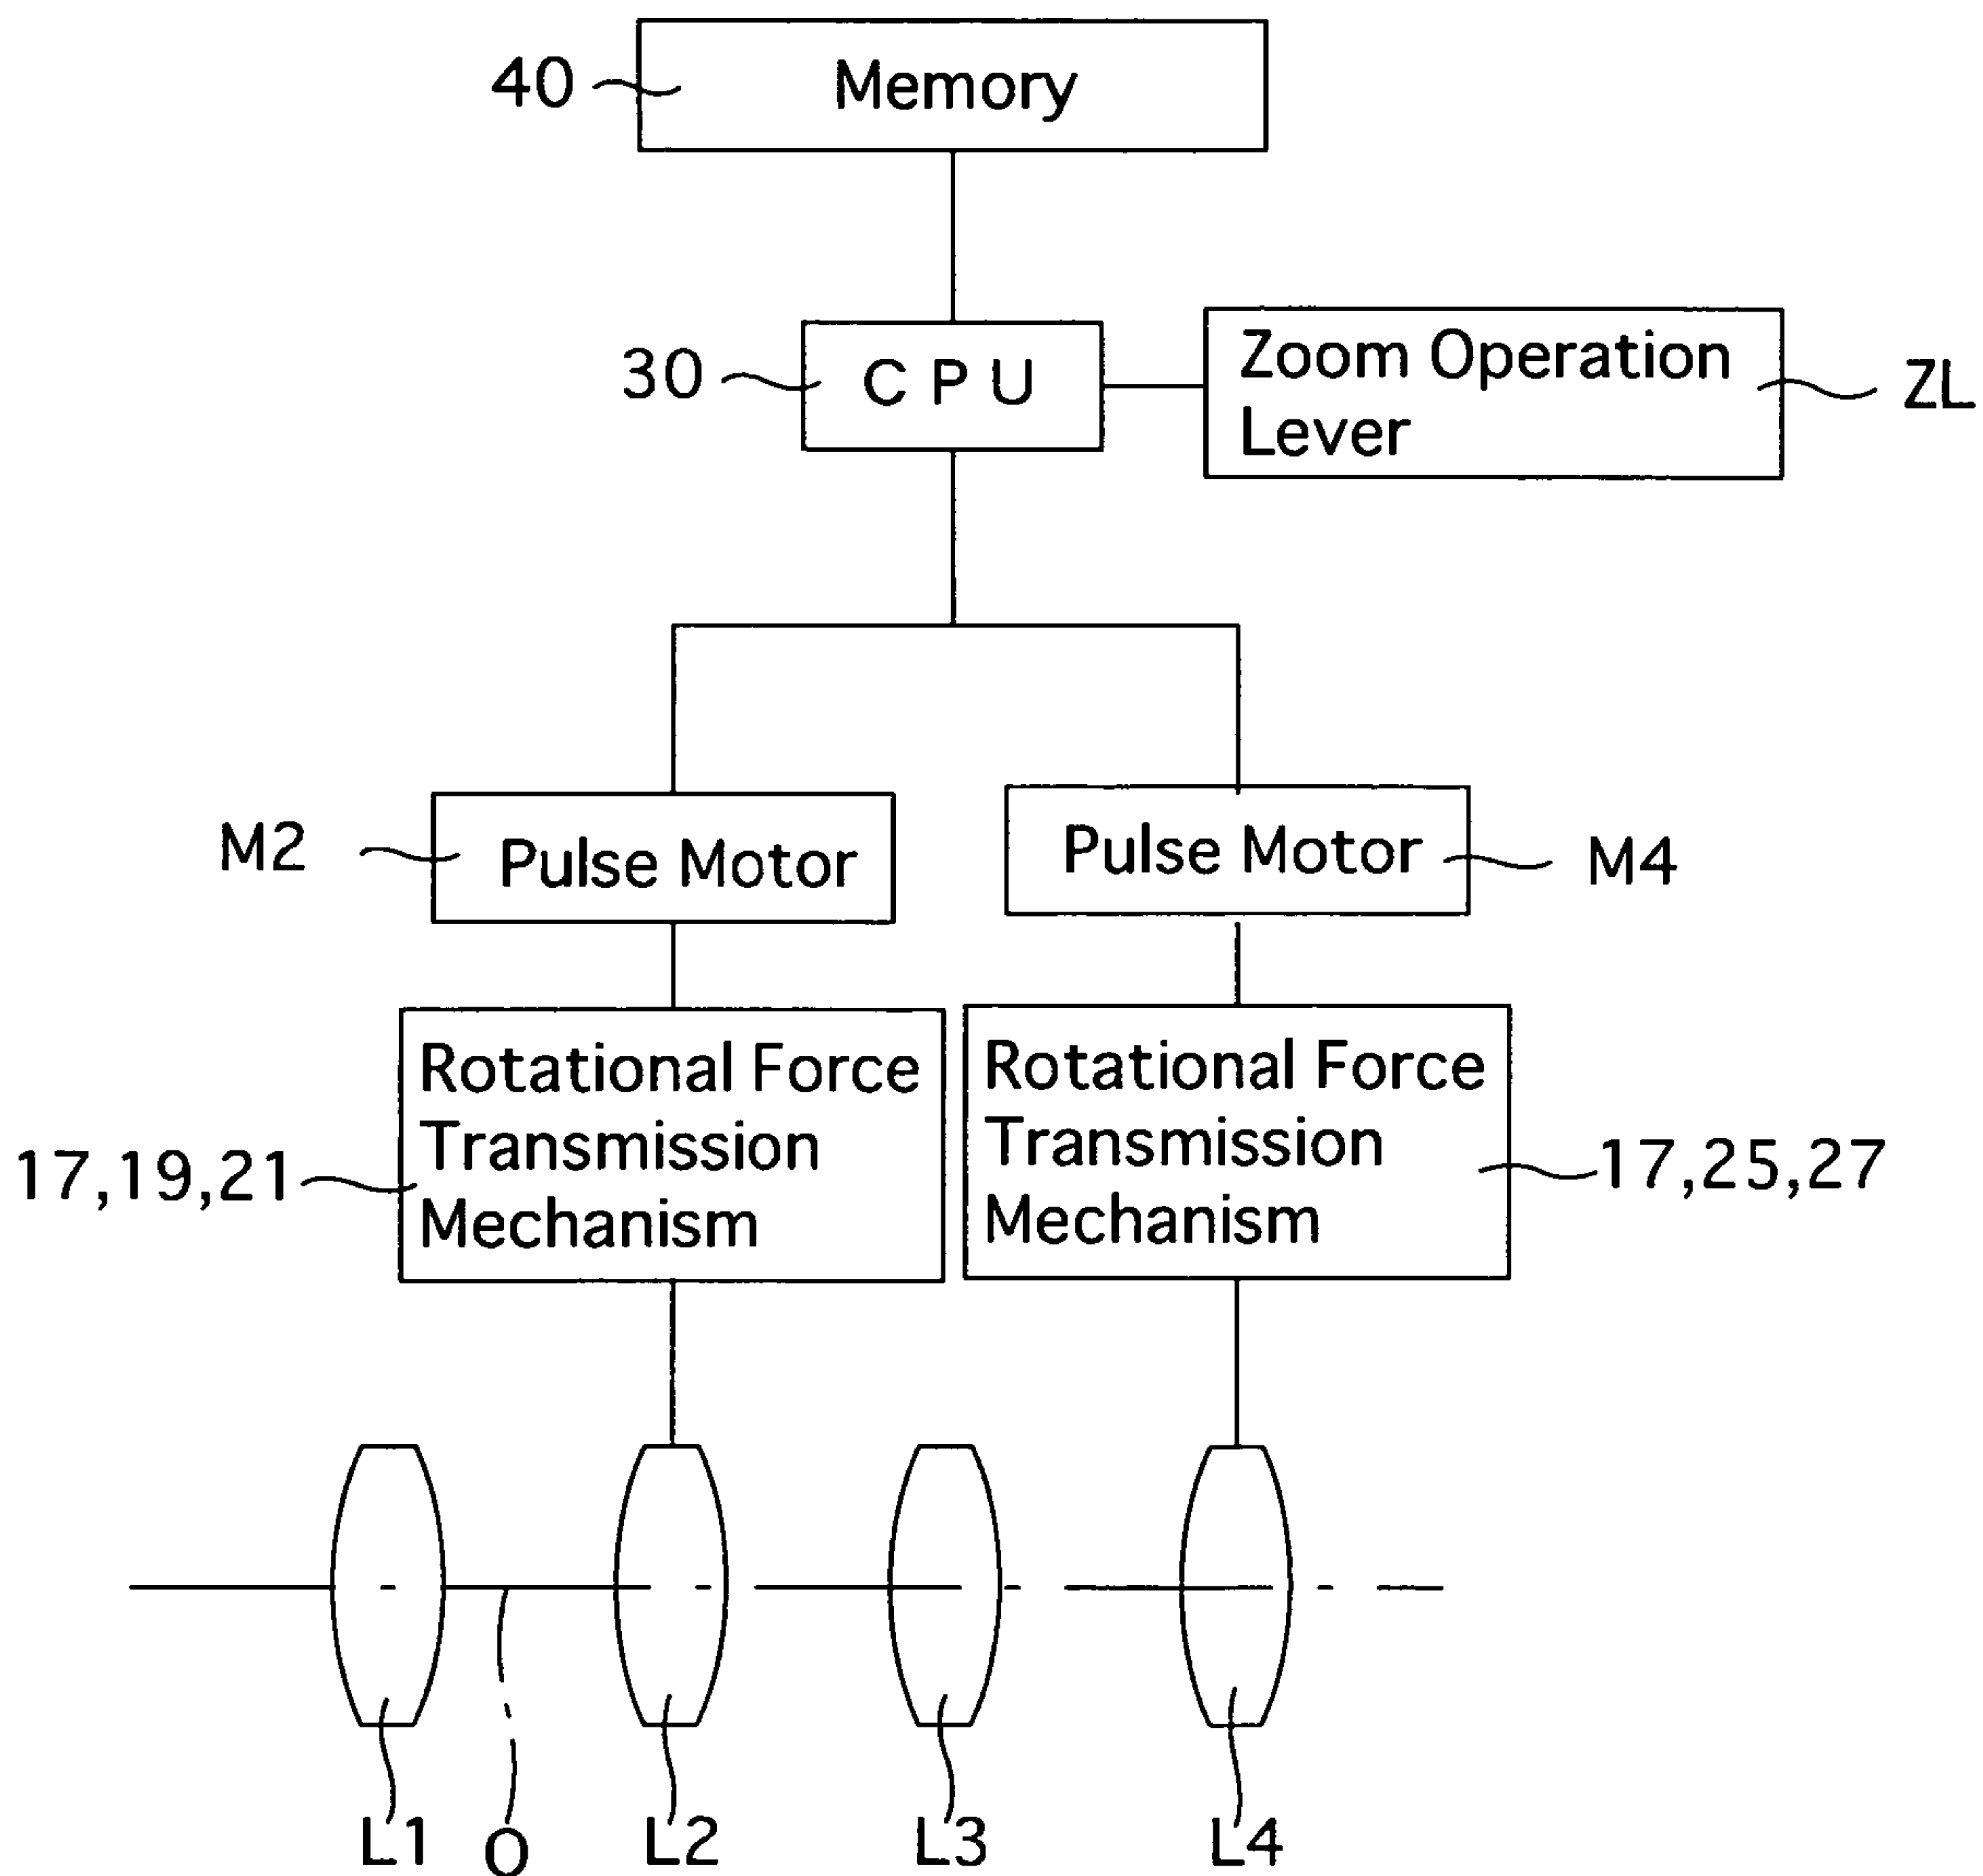 40
Memory
30
C P U
Zoom Operation
Lever
ZL
M2
Pulse Motor
Pulse Motor
M4
Rotational Force
Transmission
Mechanism
17,19,21
Rotational Force
Transmission
Mechanism
17,25,27
L1
O
L2
L3
L4